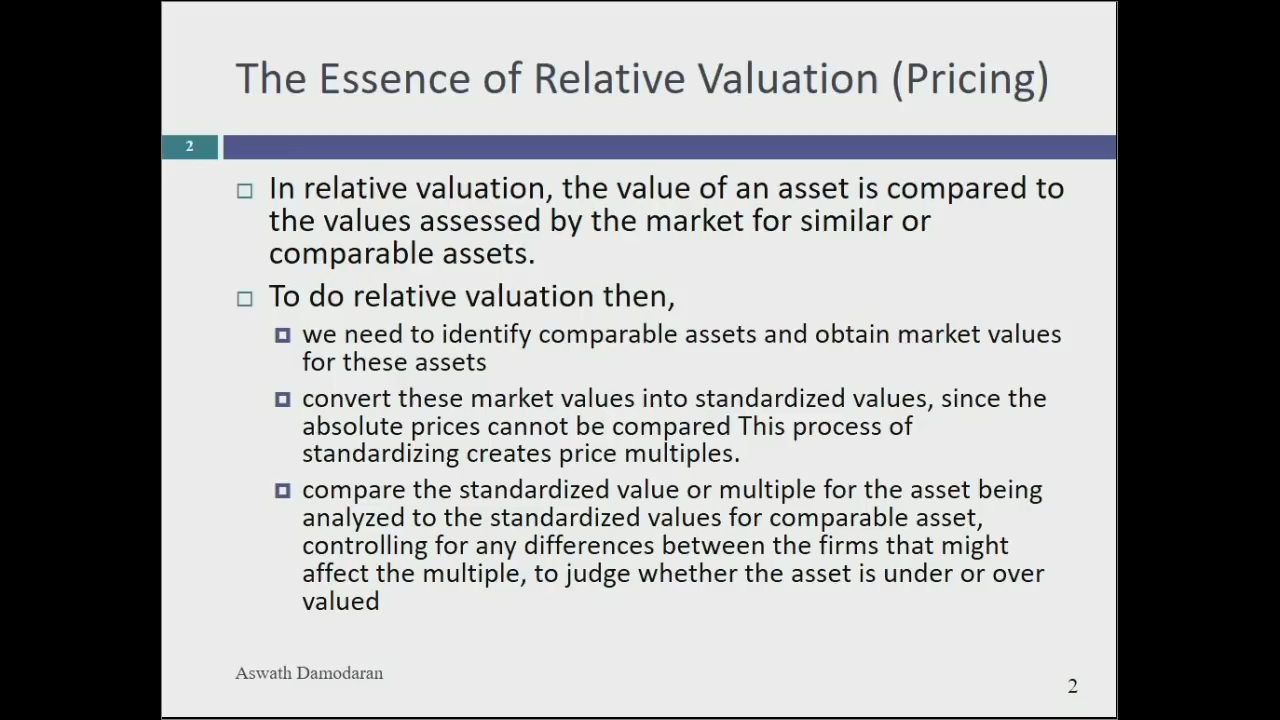 The Essence of Relative Valuation (Pricing)
2
In relative valuation, the value of an asset is compared to
the values assessed by the market for similar or
comparable assets.
To do relative valuation then,
we need to identify comparable assets and obtain market values
for these assets
convert these market values into standardized values, since the
absolute prices cannot be compared This process of
standardizing creates price multiples.
compare the standardized value or multiple for the asset being
analyzed to the standardized values for comparable asset,
controlling for any differences between the firms that might
affect the multiple, to judge whether the asset is under or over
valued
Aswath Damodaran
2